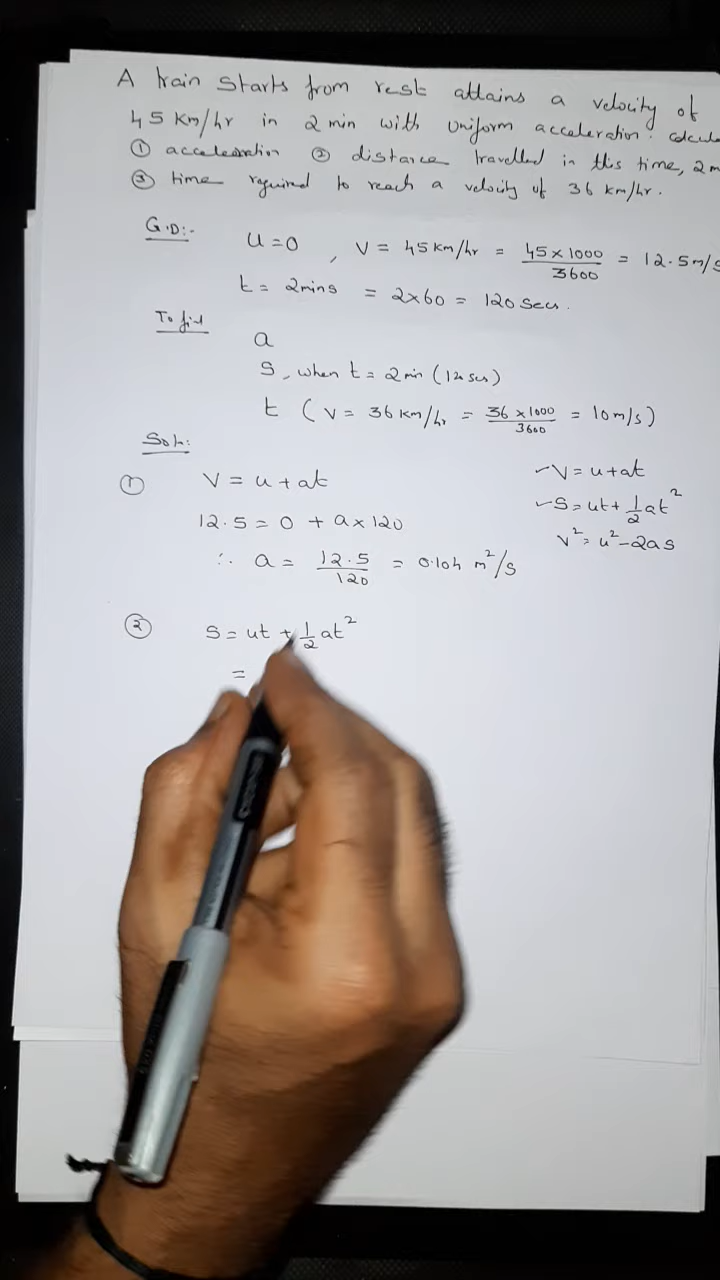 A train starts from rest attains a velocity of
45 Km/hr in 2 min with uniform acceleration. calcula
① acceleration ② distance travelled in this time, 2 m
③ time required to reach a velocity of 36 km/hr.
G.D:-
u = 0 , V = 45 km/hr = 45 x 1000 / 3600 = 12.5 m/s
t = 2 mins = 2x60 = 120 secs.
To find
a
S, when t = 2 min (120 secs)
t ( V = 36 km/hr = 36 x 1000 / 3600 = 10 m/s )
Soln:
① V = u + at
12.5 = 0 + a x 120
∴ a = 12.5 / 120 = 0.104 m²/s
✓V = u + at
✓S = ut + 1/2 at²
V² = u² - 2as
② S = ut + 1/2 at²
=